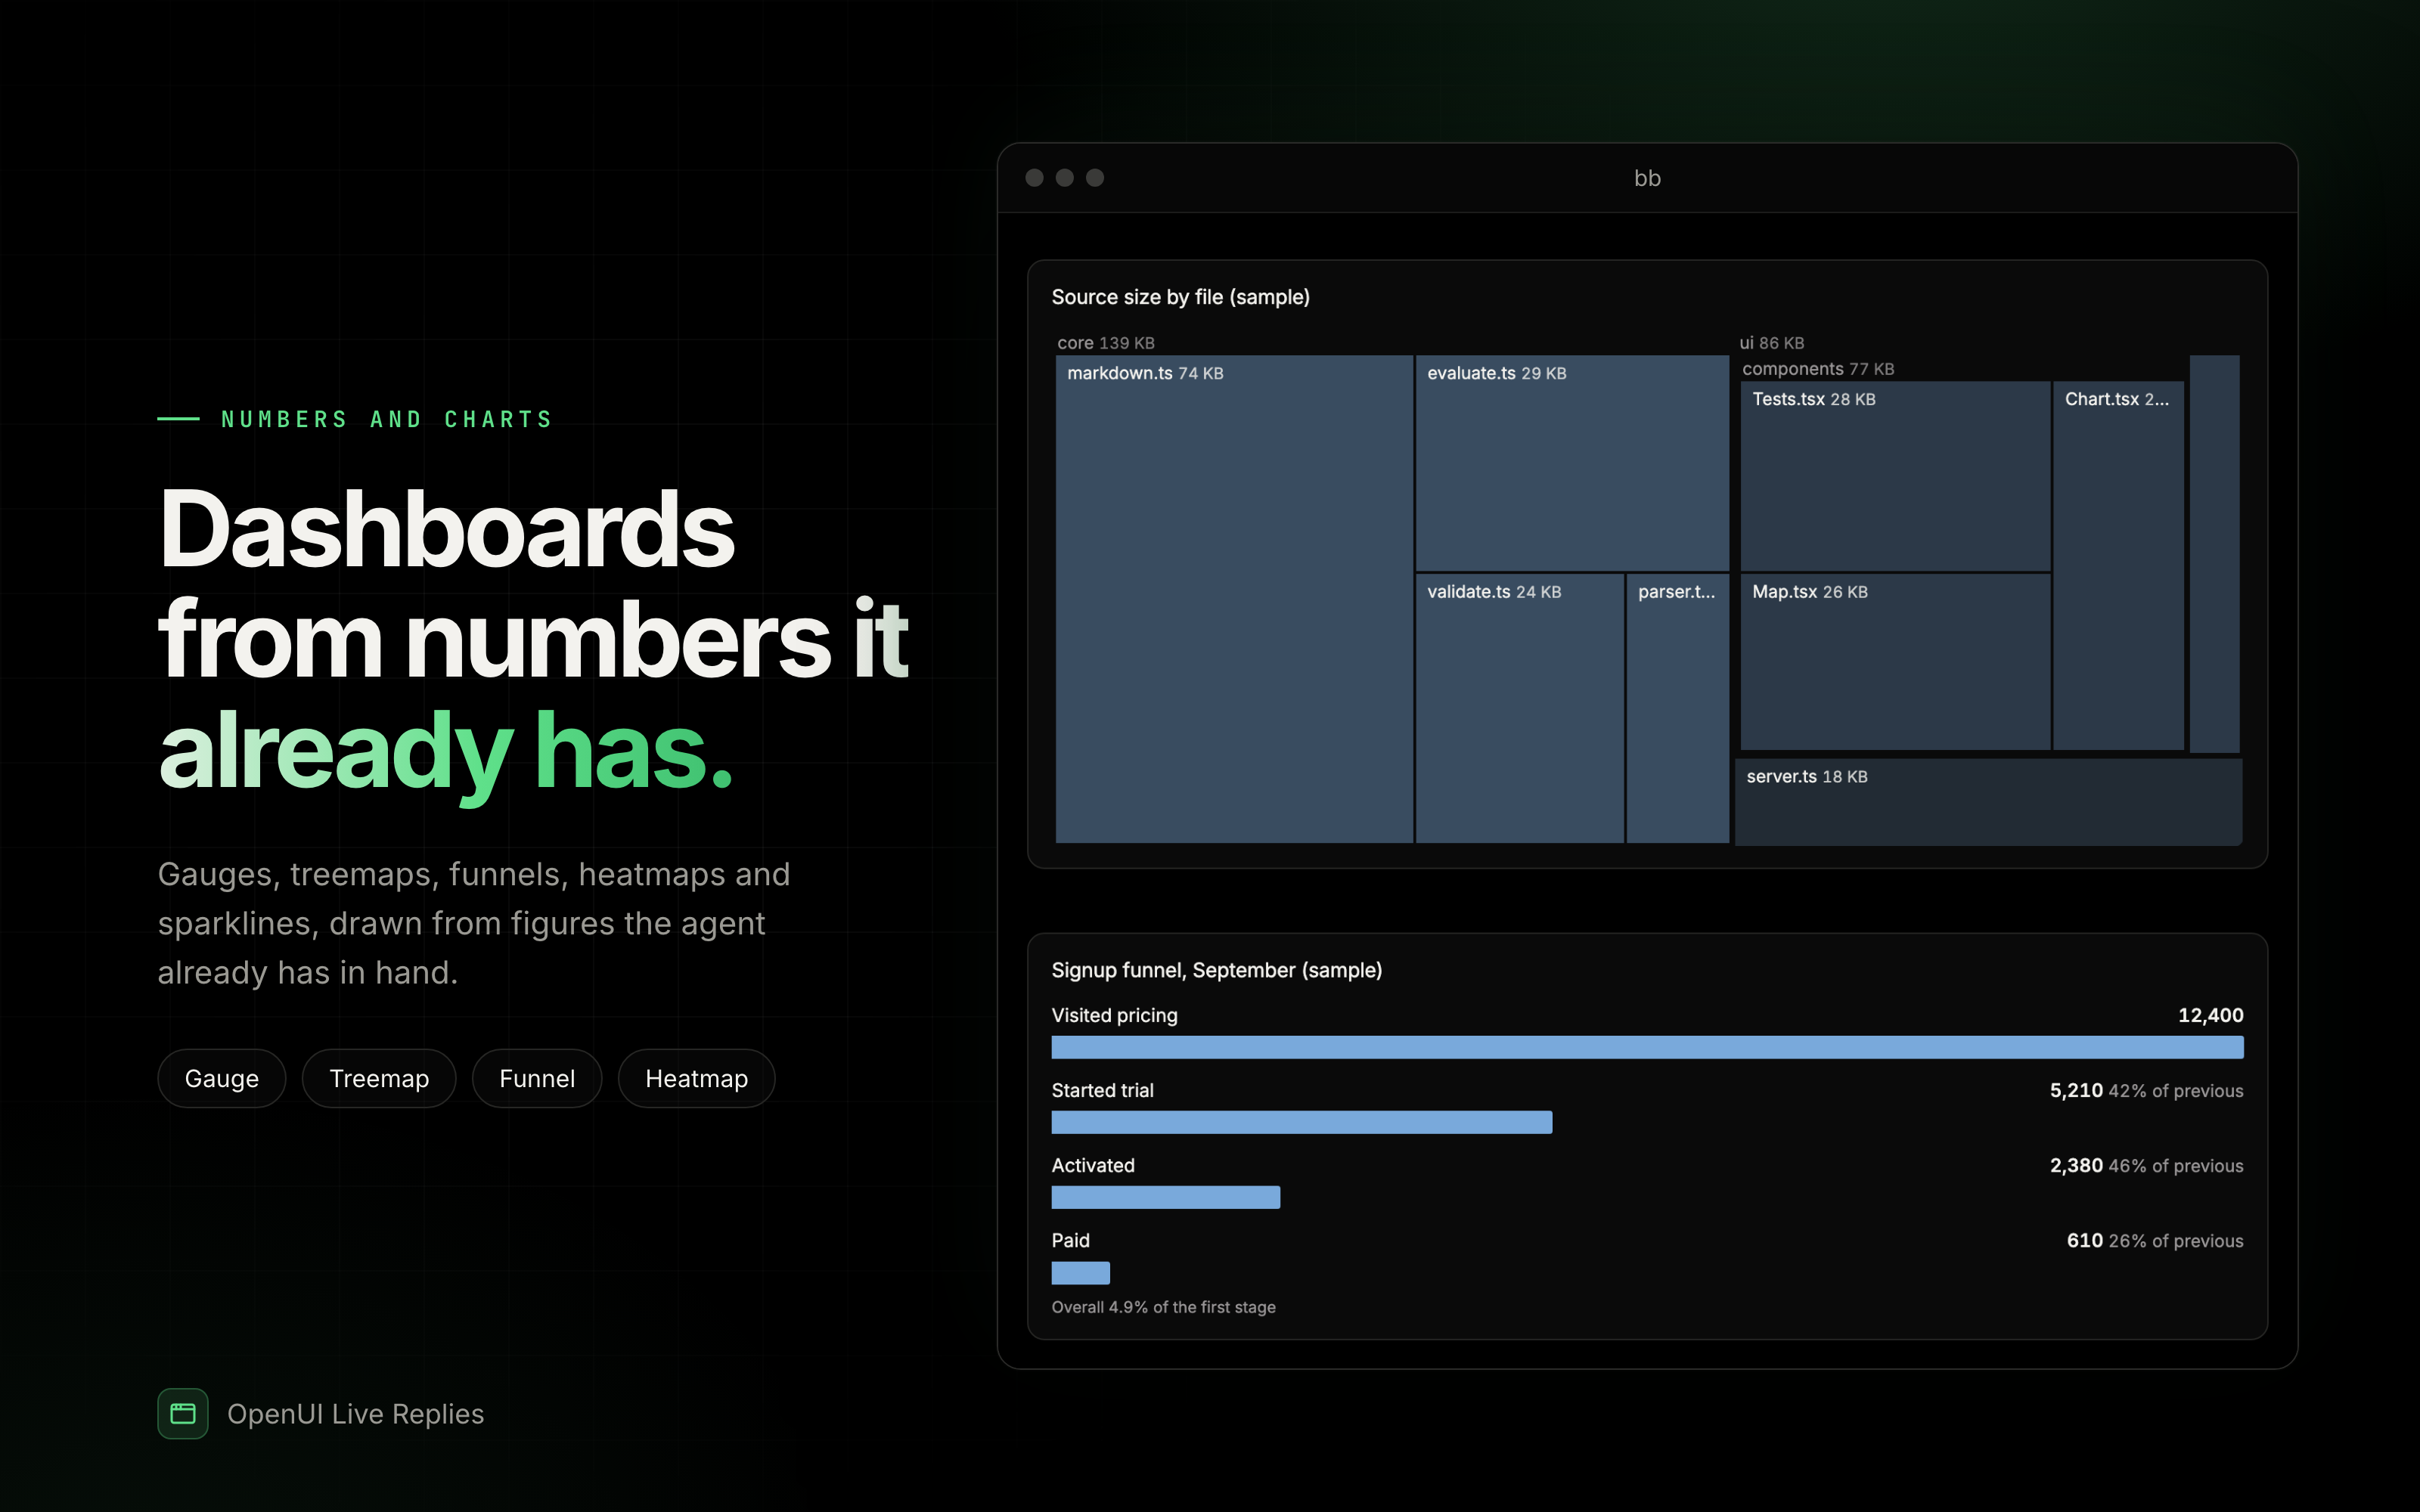 NUMBERS AND CHARTS
Dashboards
from numbers it
already has.
Gauges, treemaps, funnels, heatmaps and
sparklines, drawn from figures the agent
already has in hand.
Gauge
Treemap
Funnel
Heatmap
OpenUI Live Replies
bb
Source size by file (sample)
core 139 KB
markdown.ts 74 KB
evaluate.ts 29 KB
validate.ts 24 KB
parser.t...
ui 86 KB
components 77 KB
Tests.tsx 28 KB
Chart.tsx 2...
Map.tsx 26 KB
server.ts 18 KB
Signup funnel, September (sample)
Visited pricing 12,400
Started trial 5,210 42% of previous
Activated 2,380 46% of previous
Paid 610 26% of previous
Overall 4.9% of the first stage